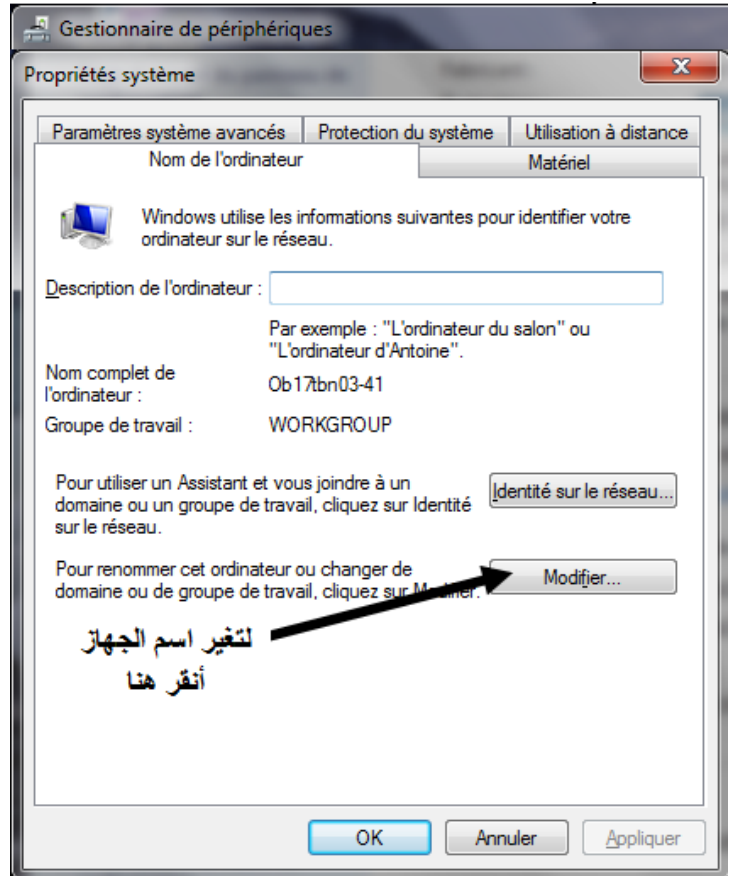 Gestionnaire de périphériques
Propriétés système
Paramètres système avancés
Protection du système
Utilisation à distance
Nom de l'ordinateur
Matériel
Windows utilise les informations suivantes pour identifier votre
ordinateur sur le réseau.
Description de l'ordinateur :
Par exemple : "L'ordinateur du salon" ou
"L'ordinateur d'Antoine".
Nom complet de
l'ordinateur :
Ob17tbn03-41
Groupe de travail :
WORKGROUP
Pour utiliser un Assistant et vous joindre à un
domaine ou un groupe de travail, cliquez sur Identité
sur le réseau.
Identité sur le réseau...
Pour renommer cet ordinateur ou changer de
domaine ou de groupe de travail, cliquez sur Modifier.
Modifier...
لتغير اسم الجهاز
أنقر هنا
OK
Annuler
Appliquer